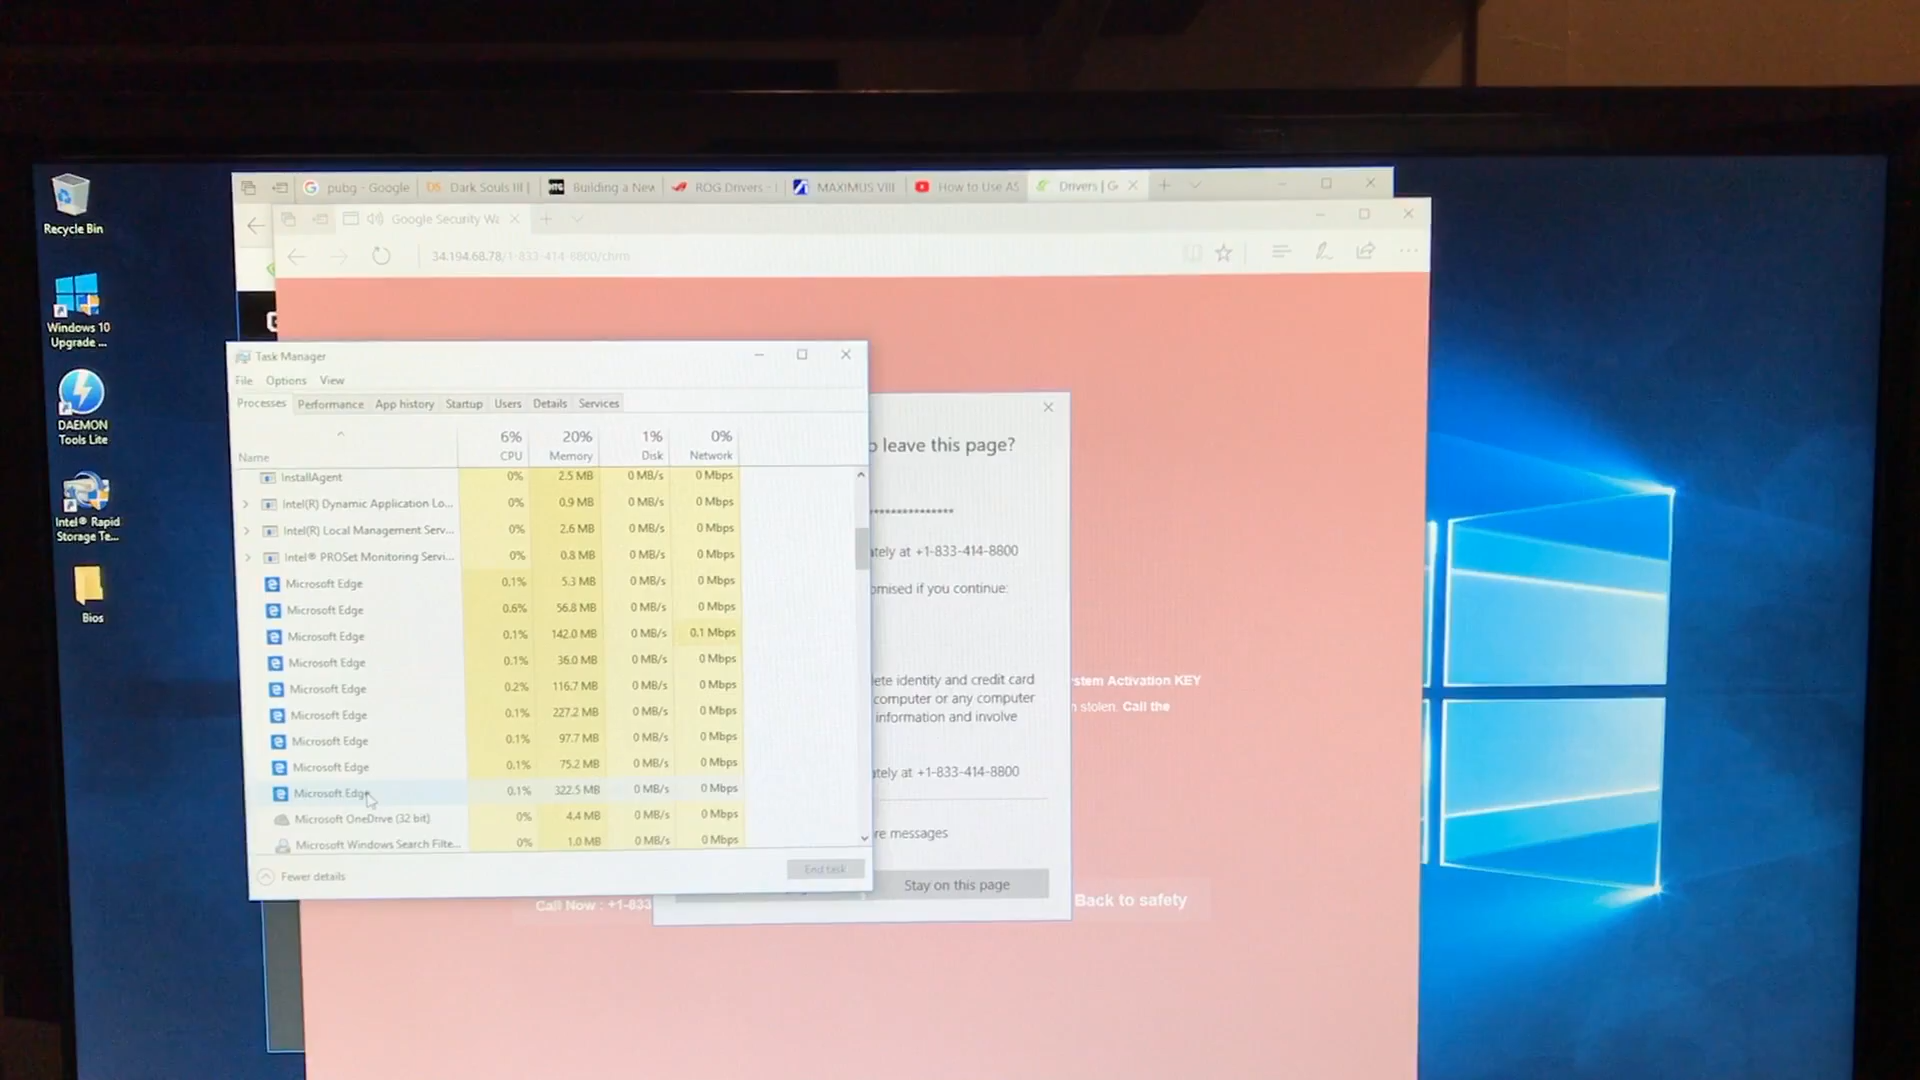 Recycle Bin
Windows 10
Upgrade ...
DAEMON
Tools Lite
Intel® Rapid
Storage Te...
Bios
pubg - Google
Dark Souls III
Building a New
ROG Drivers -
MAXIMUS VIII
How to Use AS
Drivers | G
Google Security Wa
34.194.68.78/1-833-414-8800/chrm
Task Manager
File Options View
Processes Performance App history Startup Users Details Services
6% 20% 1% 0%
Name CPU Memory Disk Network
InstallAgent 0% 2.5 MB 0 MB/s 0 Mbps
Intel(R) Dynamic Application Lo... 0% 0.9 MB 0 MB/s 0 Mbps
Intel(R) Local Management Serv... 0% 2.6 MB 0 MB/s 0 Mbps
Intel® PROSet Monitoring Servi... 0% 0.8 MB 0 MB/s 0 Mbps
Microsoft Edge 0.1% 5.3 MB 0 MB/s 0 Mbps
Microsoft Edge 0.6% 56.8 MB 0 MB/s 0 Mbps
Microsoft Edge 0.1% 142.0 MB 0 MB/s 0.1 Mbps
Microsoft Edge 0.1% 36.0 MB 0 MB/s 0 Mbps
Microsoft Edge 0.2% 116.7 MB 0 MB/s 0 Mbps
Microsoft Edge 0.1% 227.2 MB 0 MB/s 0 Mbps
Microsoft Edge 0.1% 97.7 MB 0 MB/s 0 Mbps
Microsoft Edge 0.1% 75.2 MB 0 MB/s 0 Mbps
Microsoft Edge 0.1% 322.5 MB 0 MB/s 0 Mbps
Microsoft OneDrive (32 bit) 0% 4.4 MB 0 MB/s 0 Mbps
Microsoft Windows Search Filte... 0% 1.0 MB 0 MB/s 0 Mbps
Fewer details
End task
o leave this page?
***************
ately at +1-833-414-8800
omised if you continue:
ete identity and credit card
computer or any computer
information and involve
ately at +1-833-414-8800
re messages
Stay on this page
stem Activation KEY
n stolen. Call the
Call Now : +1-833
Back to safety